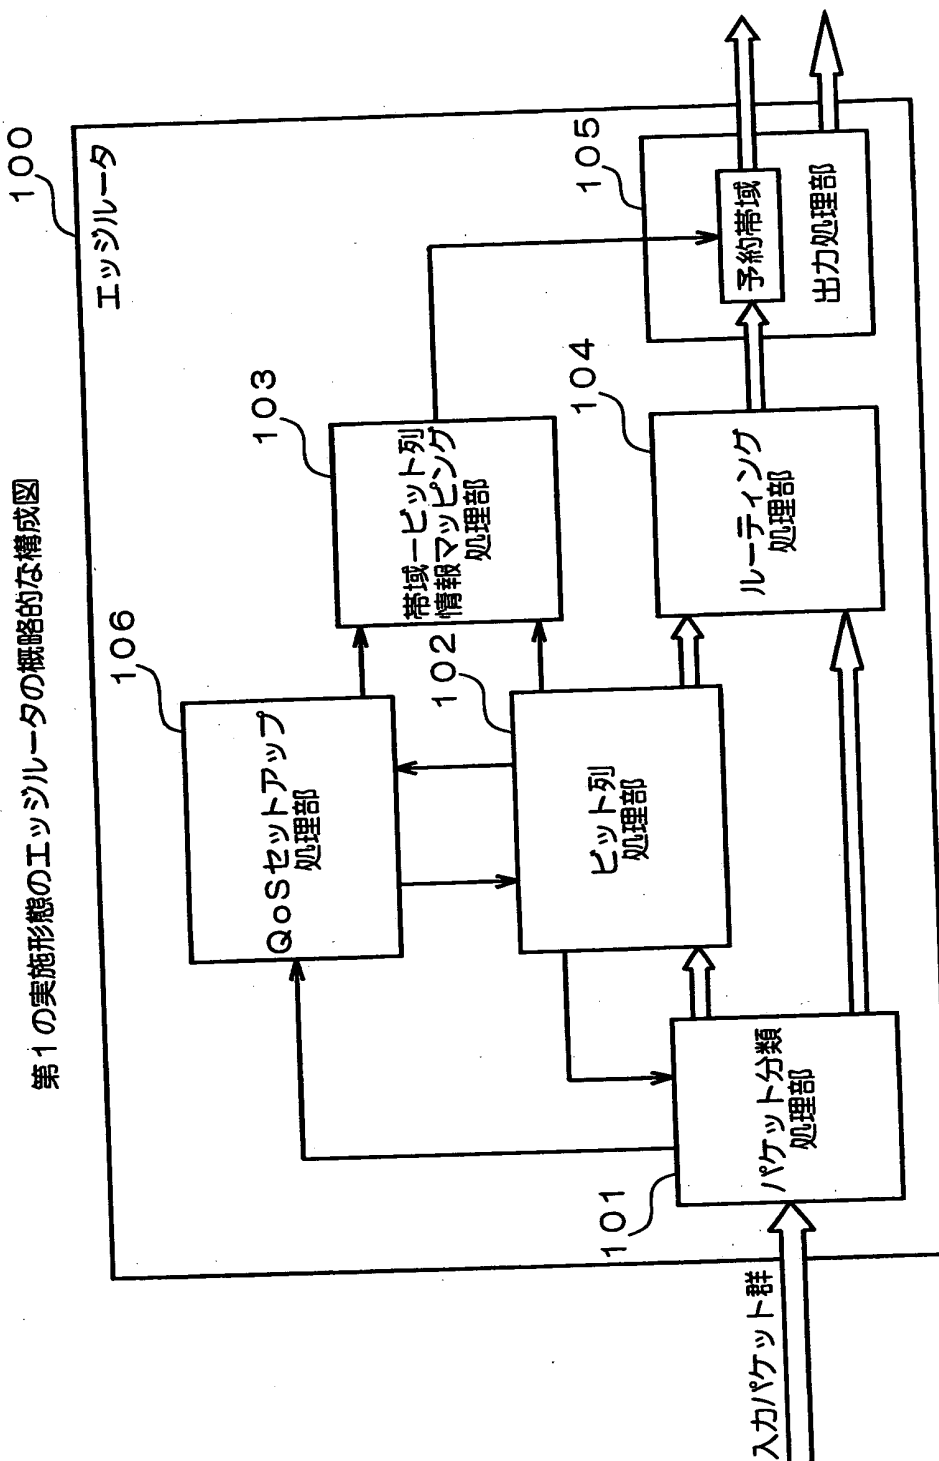 第１の実施形態のエッジルータの概略的な構成図
１００
エッジルータ
１０６
QoSセットアップ
処理部
１０３
帯域－ビット列
情報マッピング
処理部
１０２
ビット列
処理部
１０５
予約帯域
出力処理部
１０４
ルーティング
処理部
１０１
パケット分類
処理部
入力パケット群